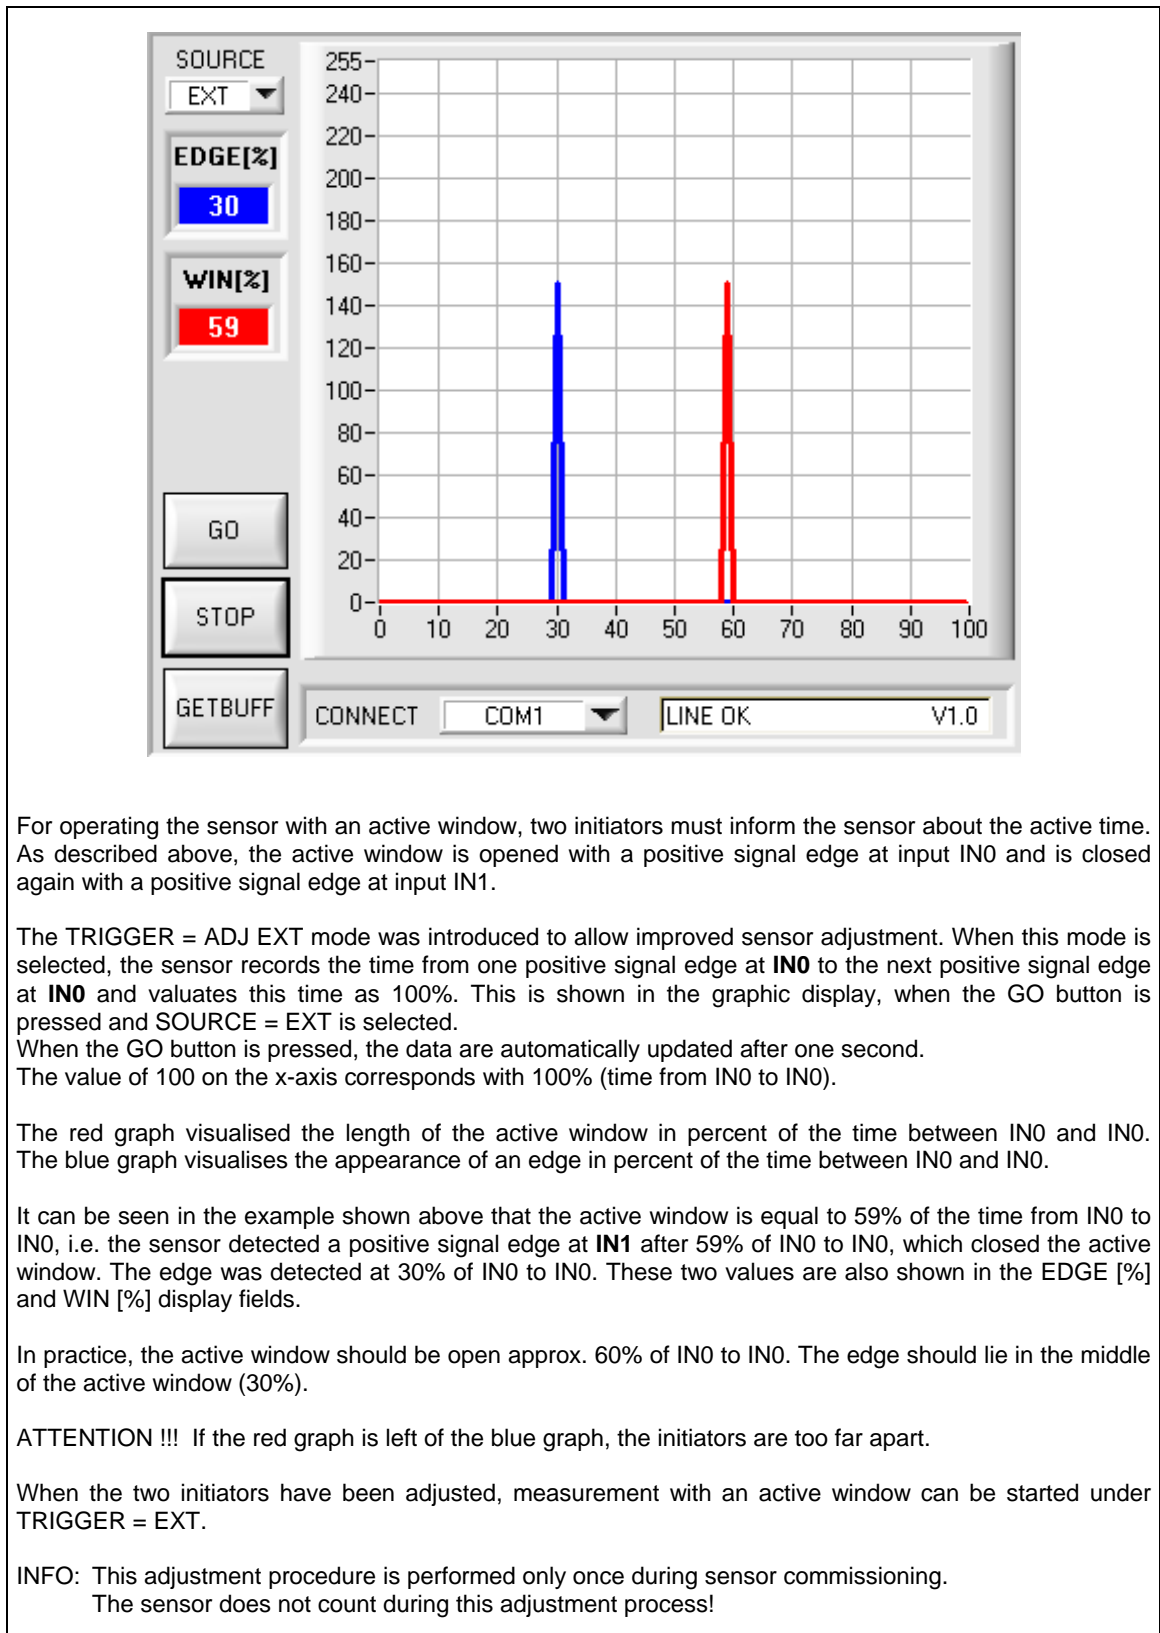 SOURCE
EXT
EDGE[%]
30
WIN[%]
59
GO
STOP
GETBUFF
255
240
220
200
180
160
140
120
100
80
60
40
20
0
0 10 20 30 40 50 60 70 80 90 100
CONNECT COM1 LINE OK V1.0
For operating the sensor with an active window, two initiators must inform the sensor about the active time.
As described above, the active window is opened with a positive signal edge at input IN0 and is closed
again with a positive signal edge at input IN1.
The TRIGGER = ADJ EXT mode was introduced to allow improved sensor adjustment. When this mode is
selected, the sensor records the time from one positive signal edge at IN0 to the next positive signal edge
at IN0 and valuates this time as 100%. This is shown in the graphic display, when the GO button is
pressed and SOURCE = EXT is selected.
When the GO button is pressed, the data are automatically updated after one second.
The value of 100 on the x-axis corresponds with 100% (time from IN0 to IN0).
The red graph visualised the length of the active window in percent of the time between IN0 and IN0.
The blue graph visualises the appearance of an edge in percent of the time between IN0 and IN0.
It can be seen in the example shown above that the active window is equal to 59% of the time from IN0 to
IN0, i.e. the sensor detected a positive signal edge at IN1 after 59% of IN0 to IN0, which closed the active
window. The edge was detected at 30% of IN0 to IN0. These two values are also shown in the EDGE [%]
and WIN [%] display fields.
In practice, the active window should be open approx. 60% of IN0 to IN0. The edge should lie in the middle
of the active window (30%).
ATTENTION !!! If the red graph is left of the blue graph, the initiators are too far apart.
When the two initiators have been adjusted, measurement with an active window can be started under
TRIGGER = EXT.
INFO: This adjustment procedure is performed only once during sensor commissioning.
The sensor does not count during this adjustment process!